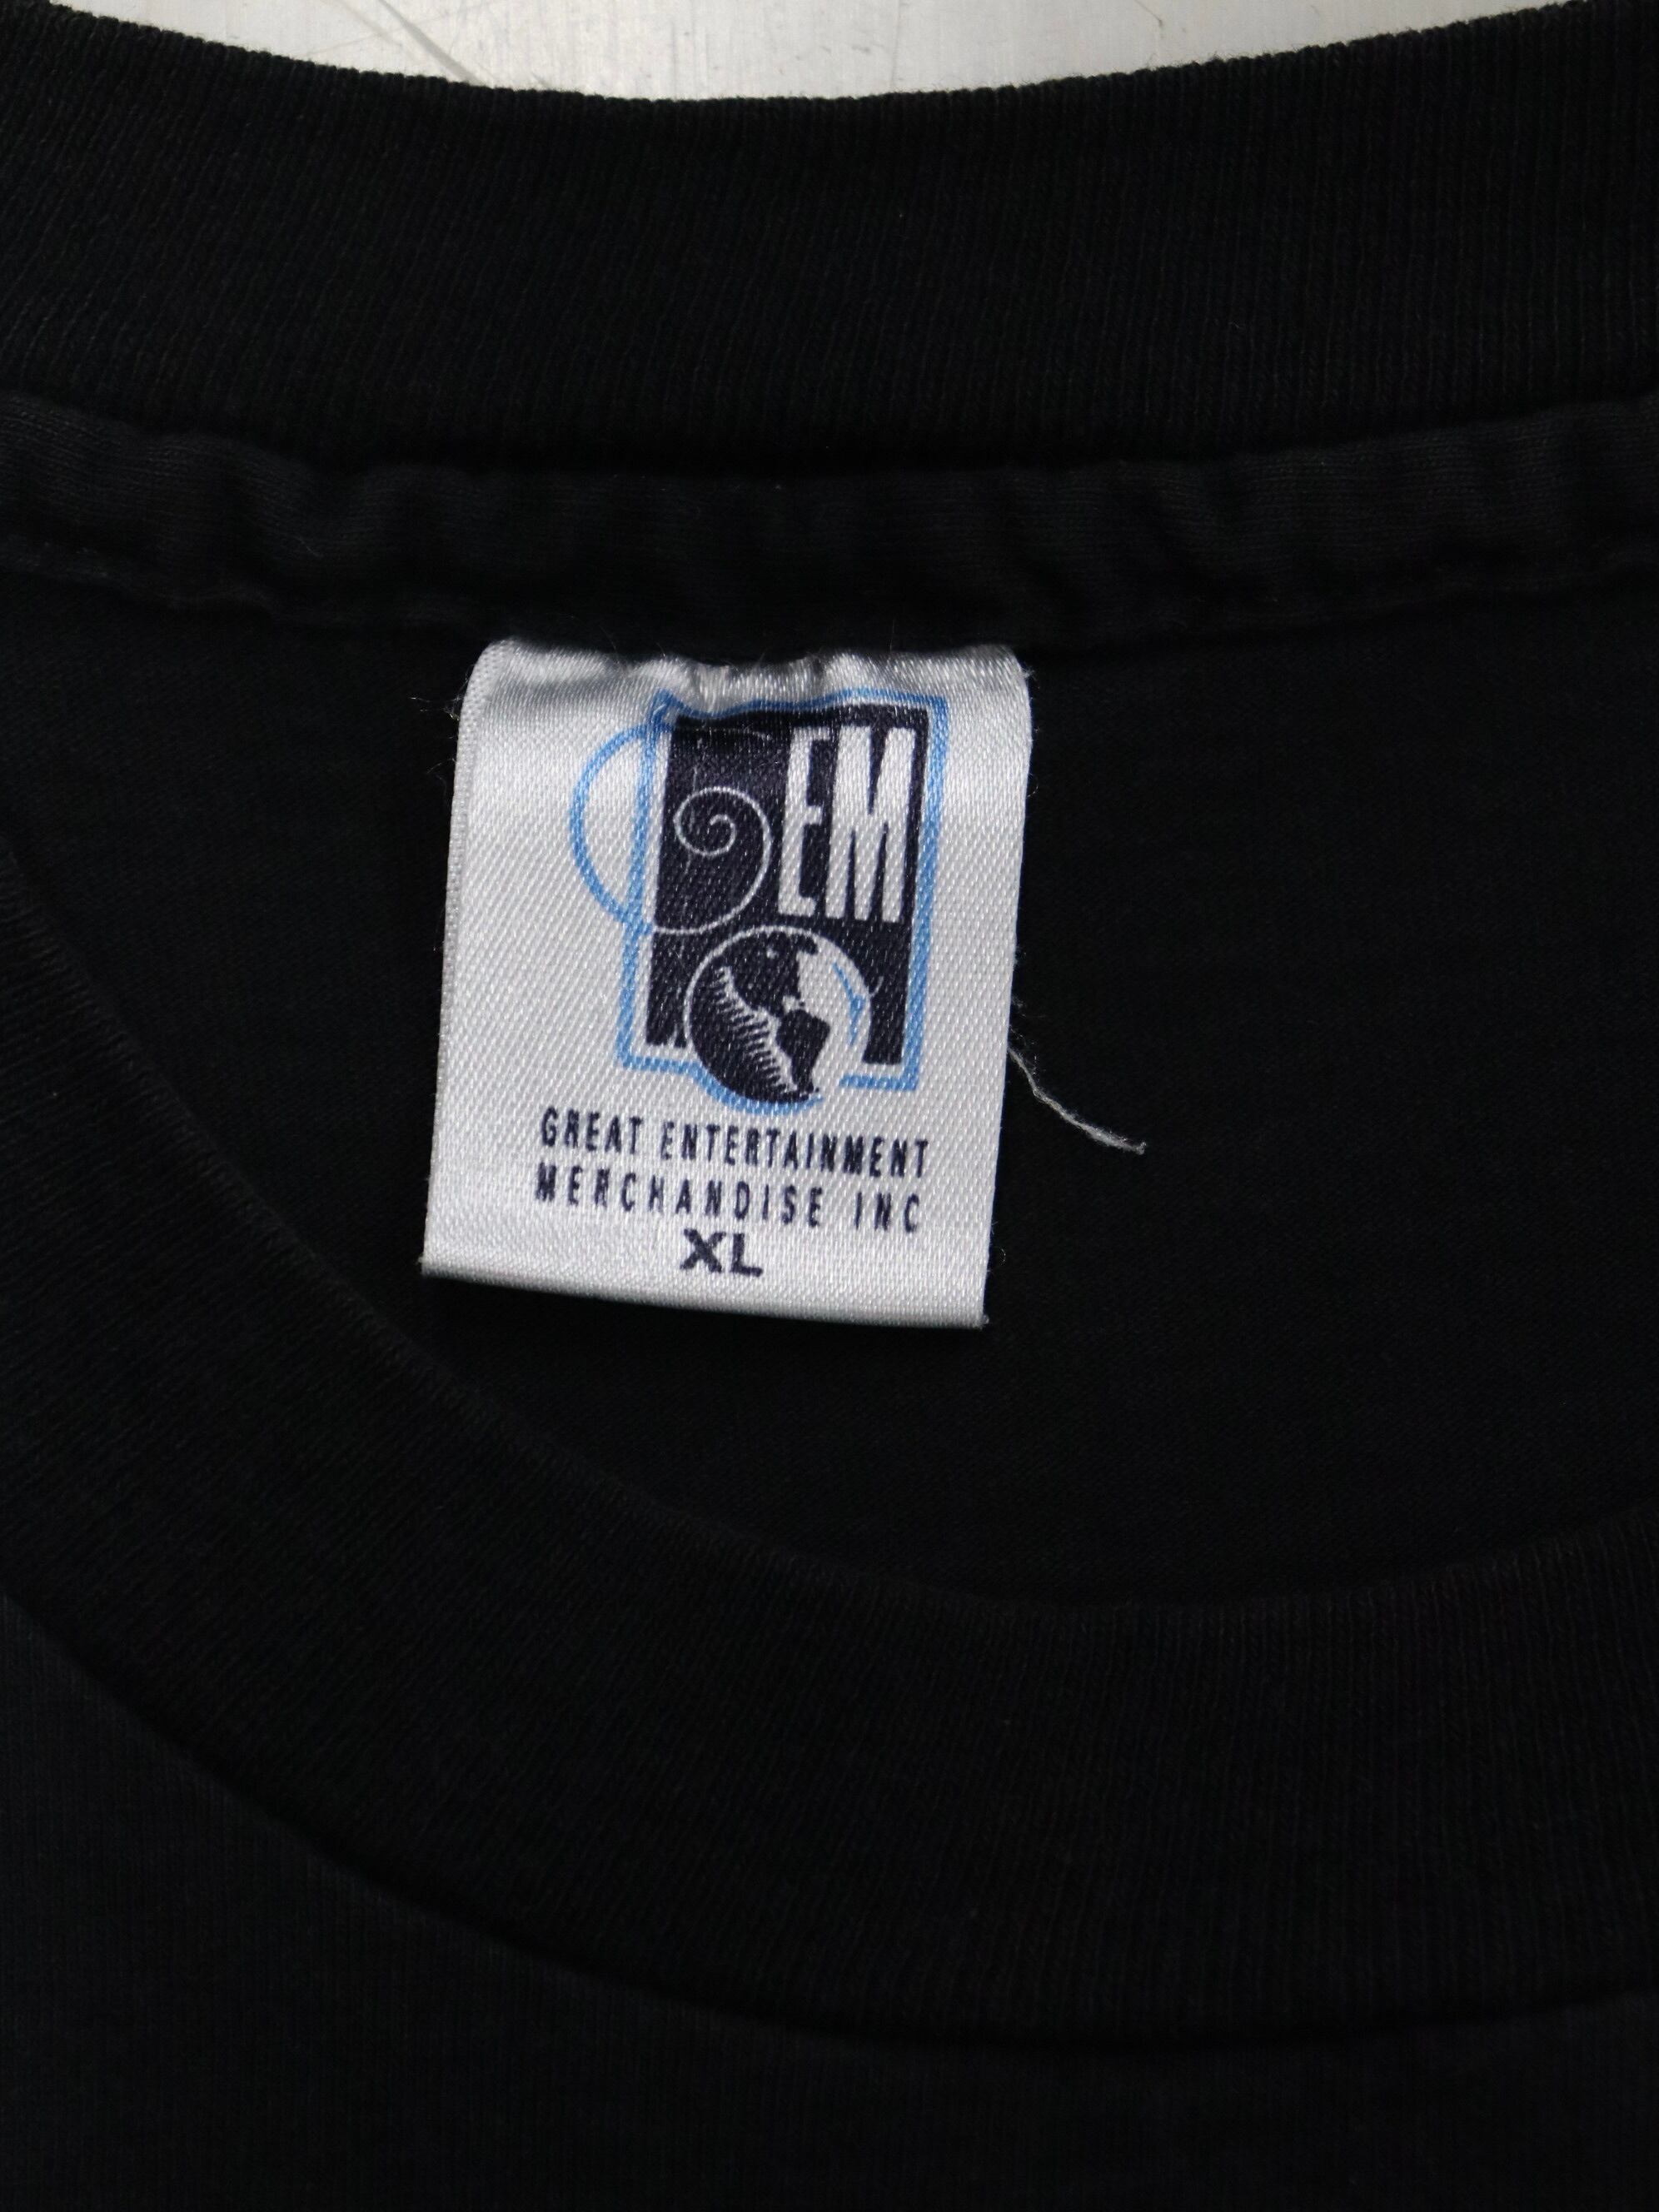 GEM
GREAT ENTERTAINMENT
MERCHANDISE INC
XL